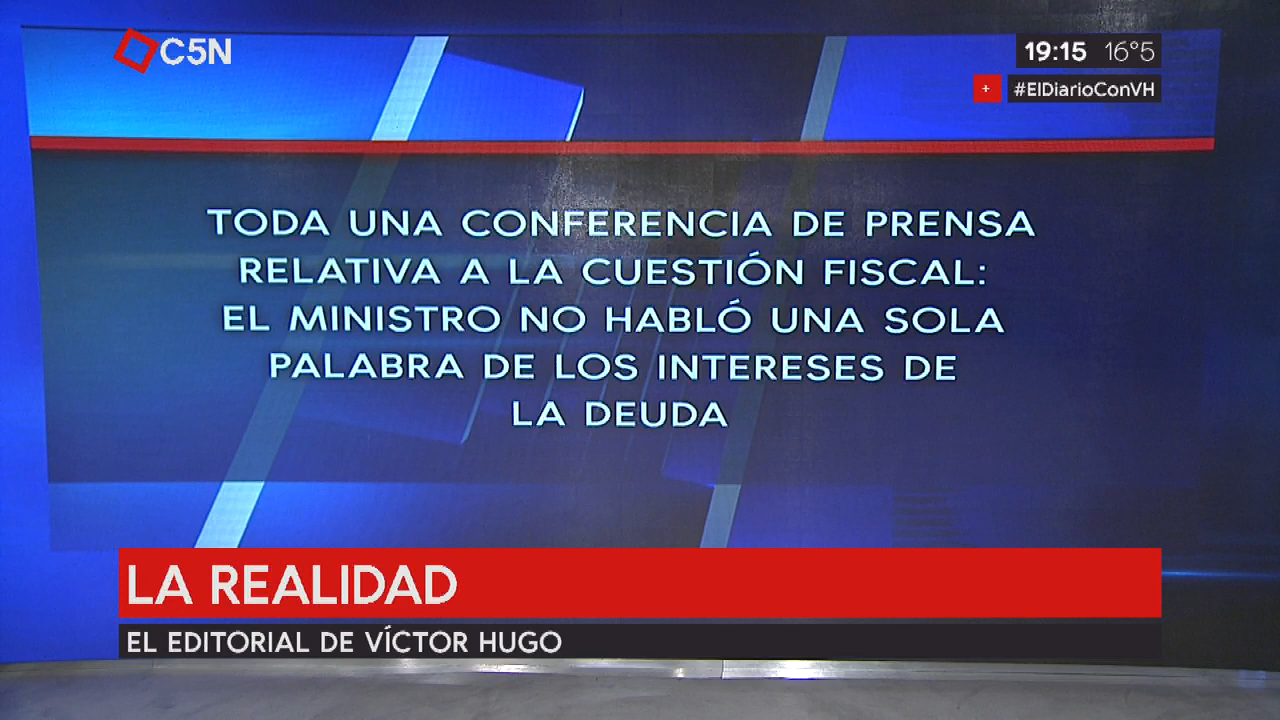 C5N
19:15 16°5
+ #ElDiarioConVH
TODA UNA CONFERENCIA DE PRENSA
RELATIVA A LA CUESTIÓN FISCAL:
EL MINISTRO NO HABLÓ UNA SOLA
PALABRA DE LOS INTERESES DE
LA DEUDA
LA REALIDAD
EL EDITORIAL DE VÍCTOR HUGO